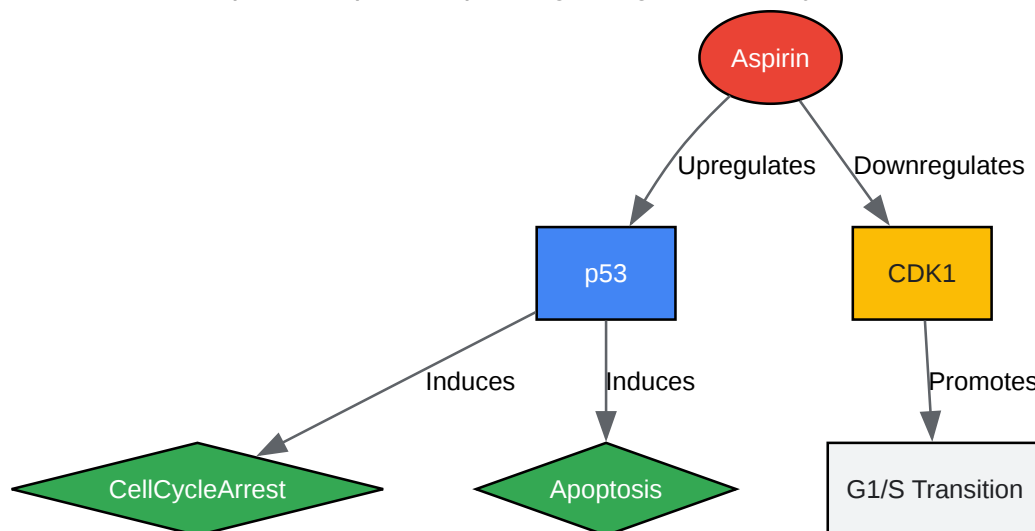 Aspirin
Upregulates
Downregulates
p53
CDK1
Induces
Induces
Promotes
CellCycleArrest
Apoptosis
G1/S Transition